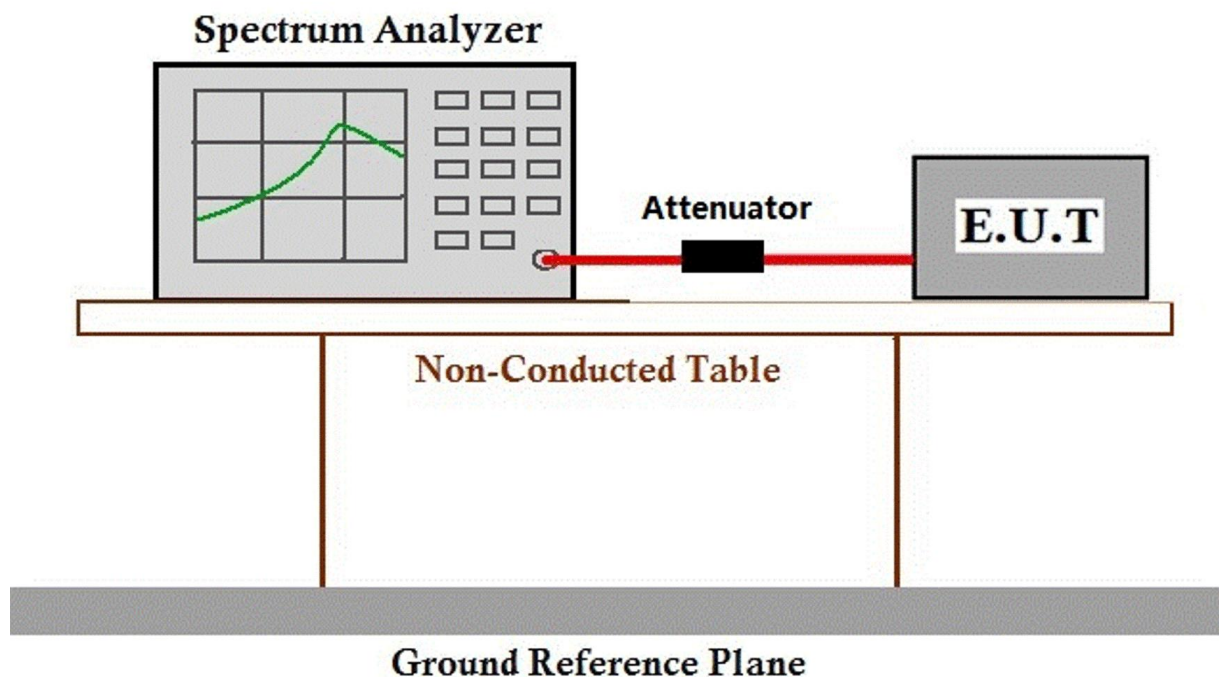 Spectrum Analyzer
Attenuator
E.U.T
Non-Conducted Table
Ground Reference Plane